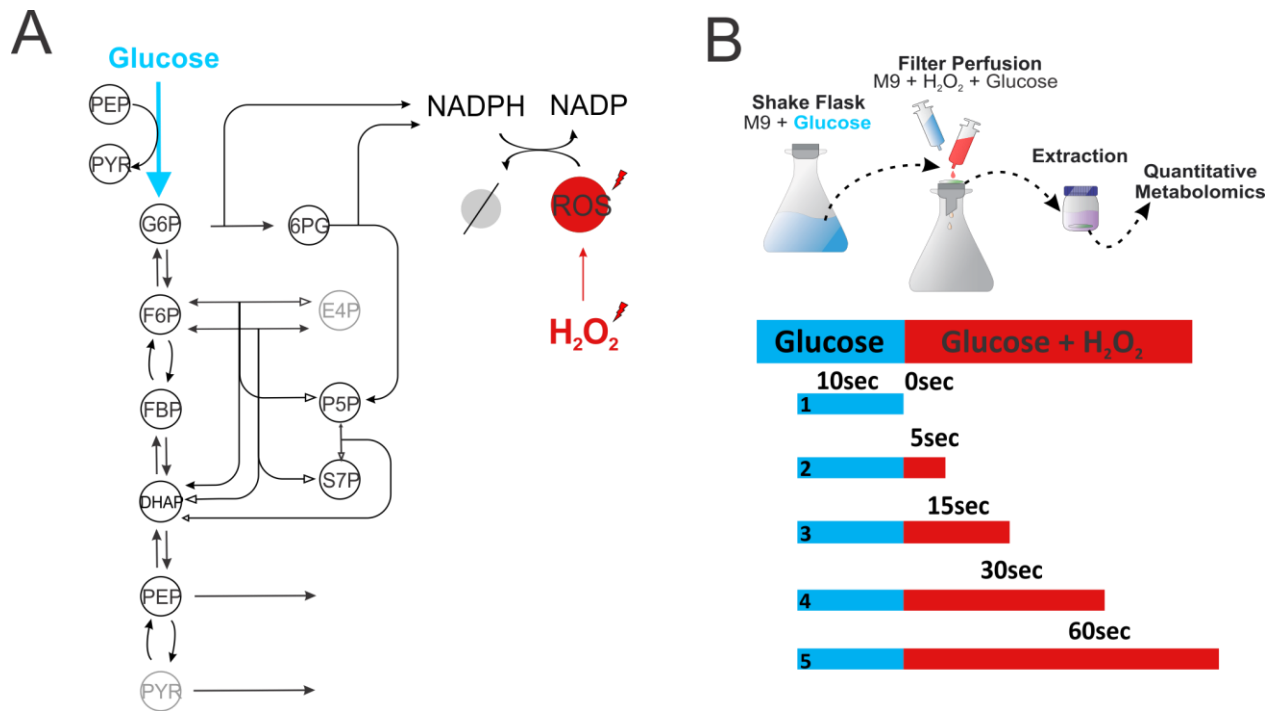 A
Glucose
PEP
PYR
G6P
6PG
F6P
E4P
FBP
P5P
DHAP
S7P
PEP
PYR
NADPH NADP
ROS
H₂O₂
B
Filter Perfusion
M9 + H₂O₂ + Glucose
Shake Flask
M9 + Glucose
Extraction
Quantitative
Metabolomics
Glucose Glucose + H₂O₂
10sec 0sec
1
5sec
2
15sec
3
30sec
4
60sec
5